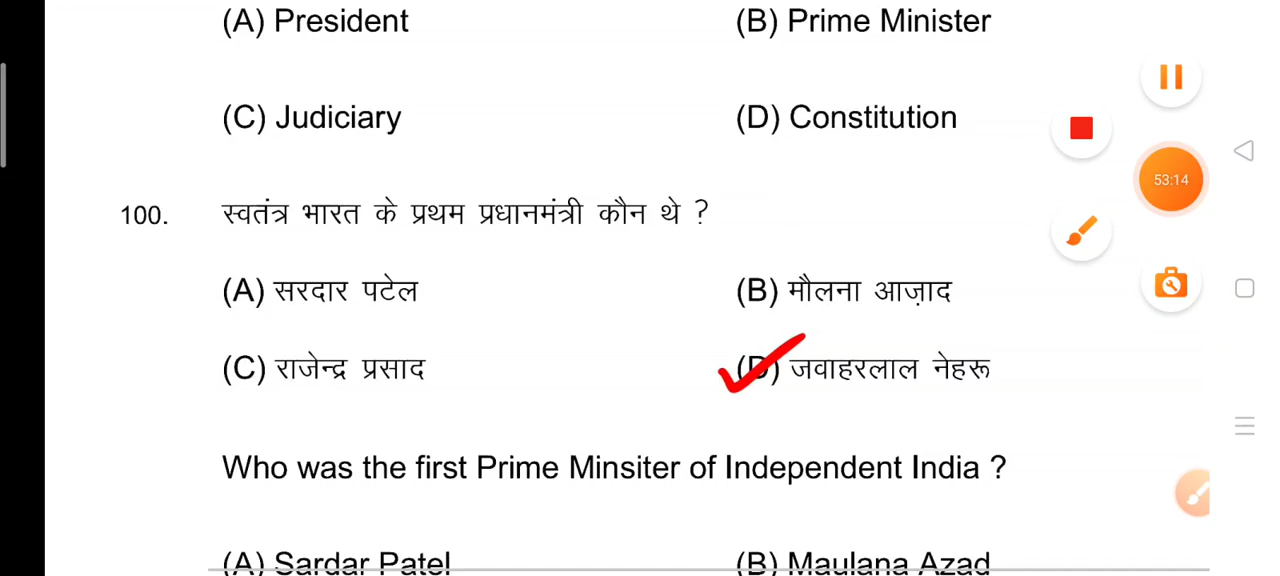 (A) President (B) Prime Minister
(C) Judiciary (D) Constitution
53:14
100. स्वतंत्र भारत के प्रथम प्रधानमंत्री कौन थे ?
(A) सरदार पटेल (B) मौलना आज़ाद
(C) राजेन्द्र प्रसाद (D) जवाहरलाल नेहरू
Who was the first Prime Minsiter of Independent India ?
(A) Sardar Patel (B) Maulana Azad